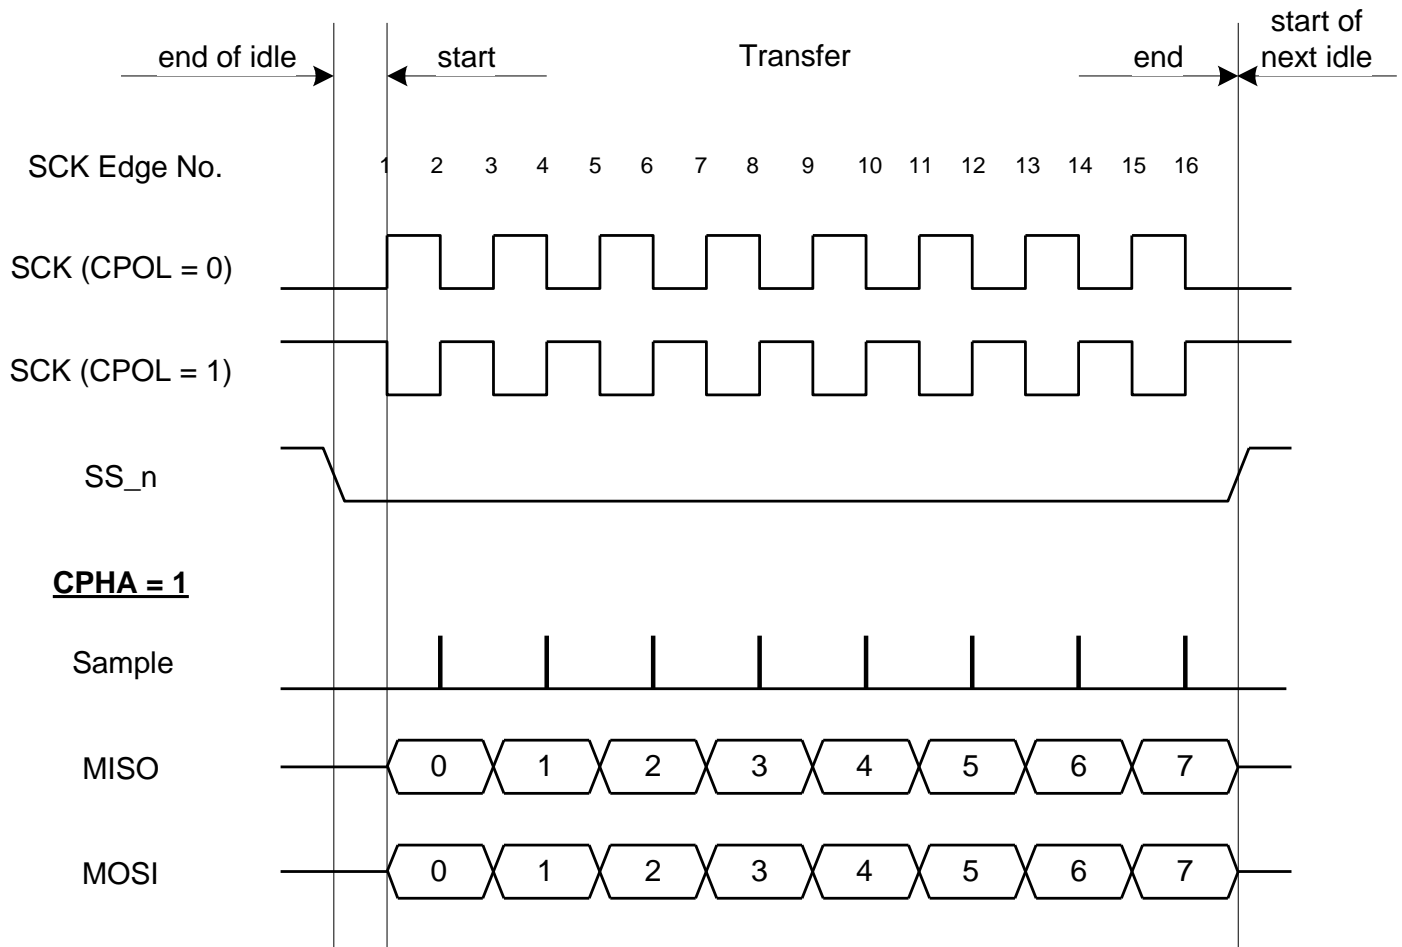 start of
end of idle start Transfer end next idle
SCK Edge No. 1 2 3 4 5 6 7 8 9 10 11 12 13 14 15 16
SCK (CPOL = 0)
SCK (CPOL = 1)
SS_n
CPHA = 1
Sample
MISO 0 1 2 3 4 5 6 7
MOSI 0 1 2 3 4 5 6 7